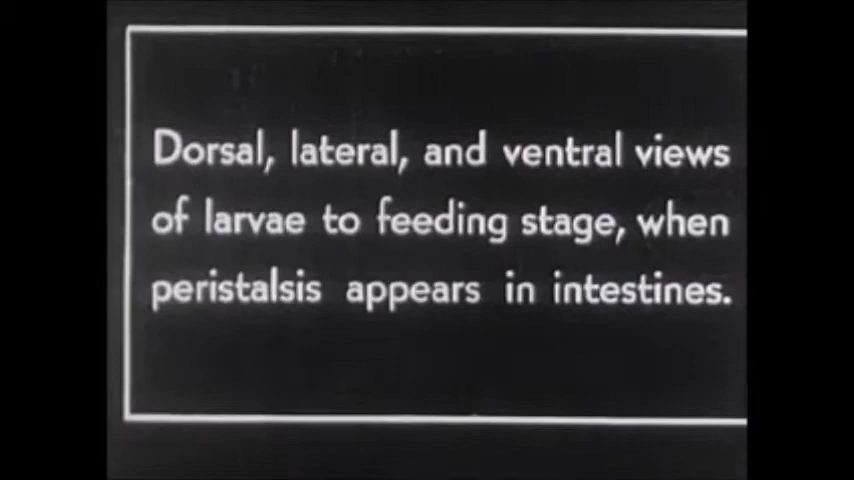 Dorsal, lateral, and ventral views
of larvae to feeding stage, when
peristalsis appears in intestines.